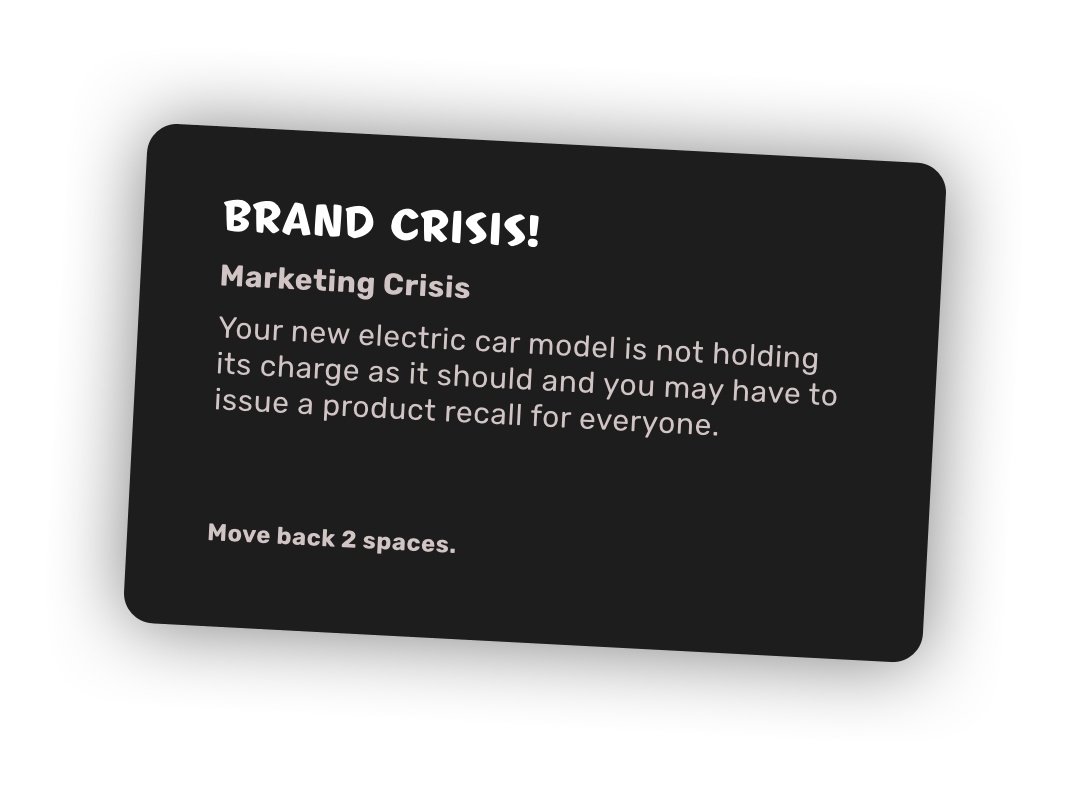 BRAND CRISIS!
Marketing Crisis
Your new electric car model is not holding
its charge as it should and you may have to
issue a product recall for everyone.
Move back 2 spaces.